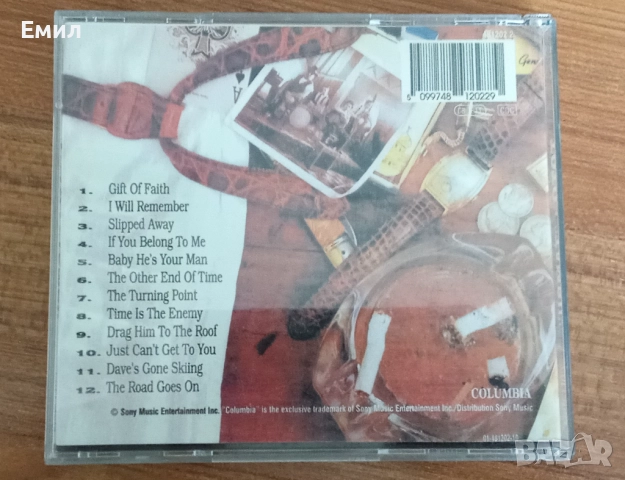 Емил
5 099748 120229
1. Gift Of Faith
2. I Will Remember
3. Slipped Away
4. If You Belong To Me
5. Baby He's Your Man
6. The Other End Of Time
7. The Turning Point
8. Time Is The Enemy
9. Drag Him To The Roof
10. Just Can't Get To You
11. Dave's Gone Skiing
12. The Road Goes On
COLUMBIA
© Sony Music Entertainment Inc. "Columbia" is the exclusive trademark of Sony Music Entertainment Inc./Distribution Sony Music
BAZAR